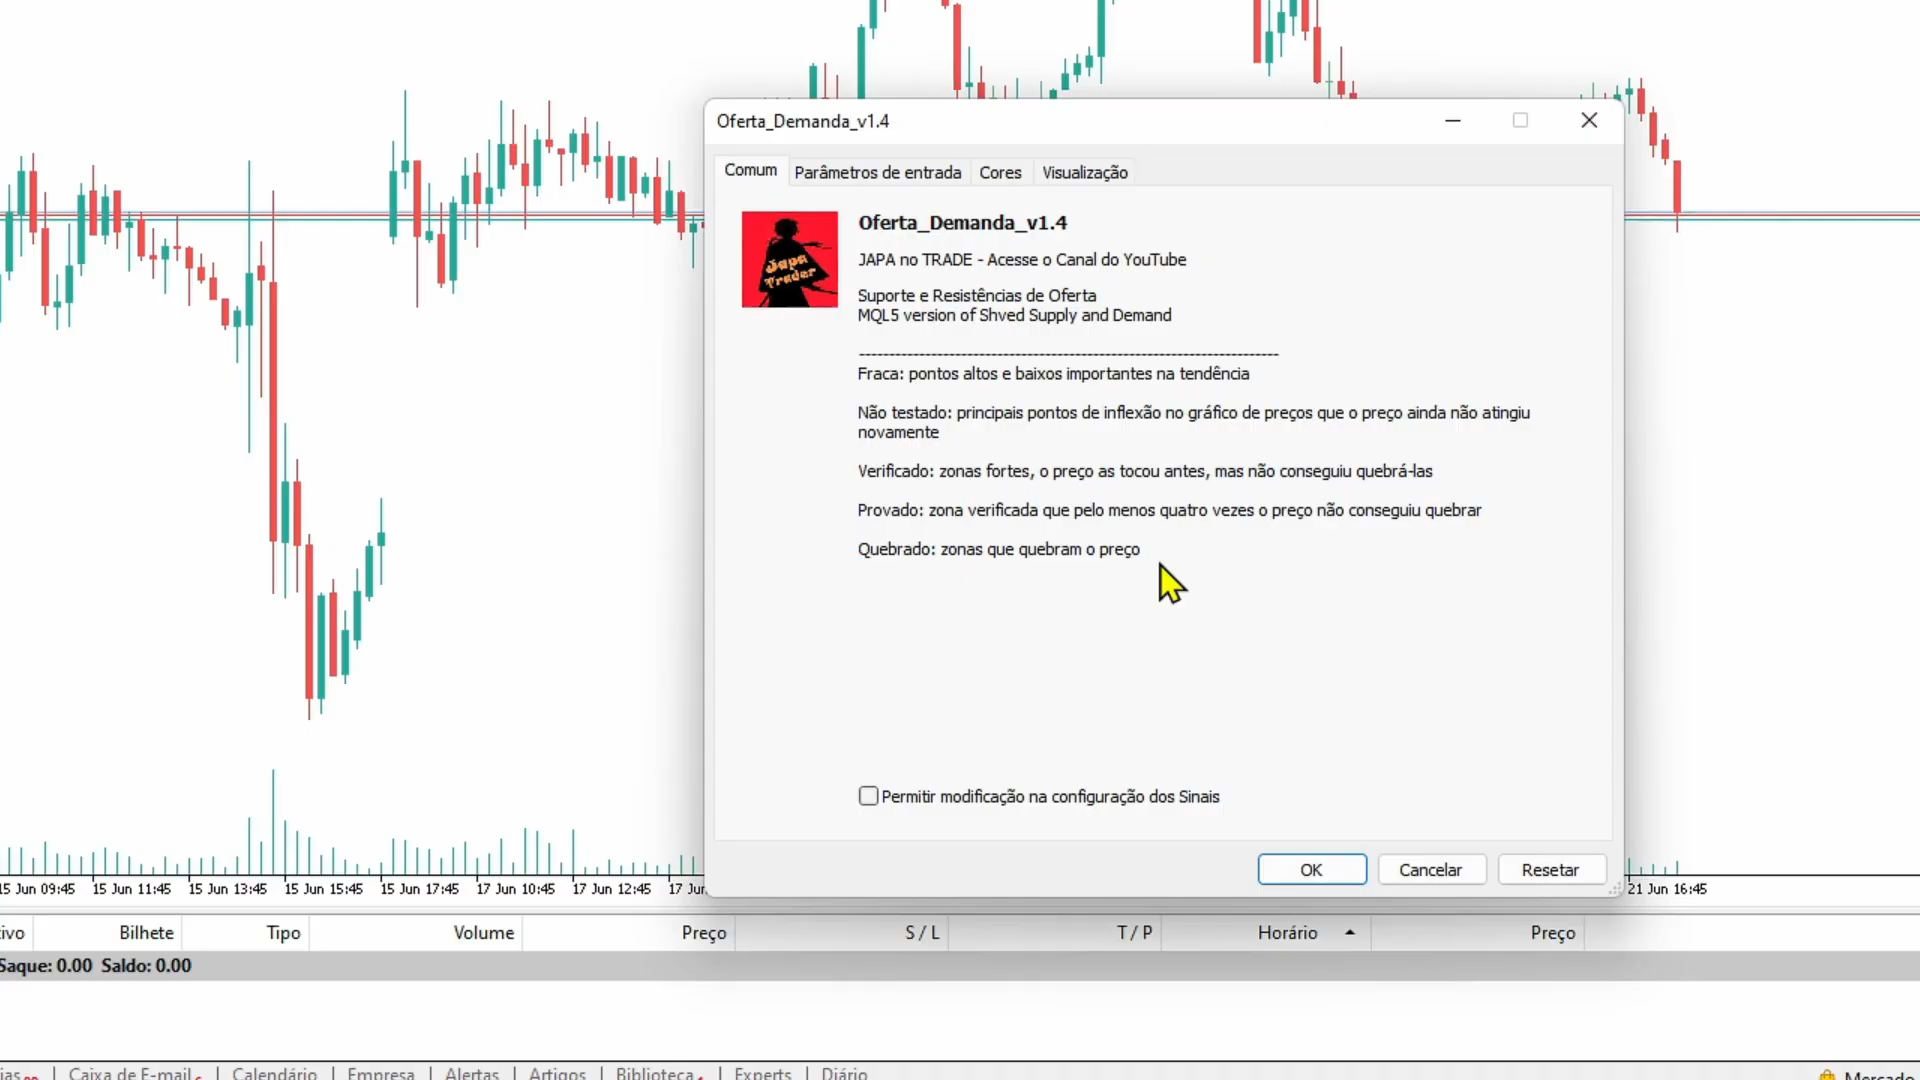 Oferta_Demanda_v1.4
Comum
Parâmetros de entrada
Cores
Visualização
Japa
Trader
Oferta_Demanda_v1.4
JAPA no TRADE - Acesse o Canal do YouTube
Suporte e Resistências de Oferta
MQL5 version of Shved Supply and Demand
----------------------------------------------------------------------
Fraca: pontos altos e baixos importantes na tendência
Não testado: principais pontos de inflexão no gráfico de preços que o preço ainda não atingiu
novamente
Verificado: zonas fortes, o preço as tocou antes, mas não conseguiu quebrá-las
Provado: zona verificada que pelo menos quatro vezes o preço não conseguiu quebrar
Quebrado: zonas que quebram o preço
Permitir modificação na configuração dos Sinais
OK
Cancelar
Resetar
15 Jun 09:45 15 Jun 11:45 15 Jun 13:45 15 Jun 15:45 15 Jun 17:45 17 Jun 10:45 17 Jun 12:45 17 Ju 21 Jun 16:45
tivo Bilhete Tipo Volume Preço S / L T / P Horário Preço
Saque: 0.00 Saldo: 0.00
ias | Caixa de E-mail | Calendário | Empresa | Alertas | Artigos | Biblioteca | Experts | Diário
Mercado